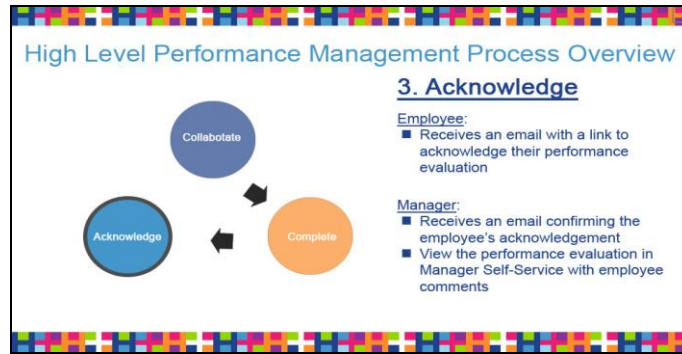 High Level Performance Management Process Overview
Collabotate
Acknowledge
Complete
3. Acknowledge
Employee:
■ Receives an email with a link to
acknowledge their performance
evaluation
Manager:
■ Receives an email confirming the
employee's acknowledgement
■ View the performance evaluation in
Manager Self-Service with employee
comments